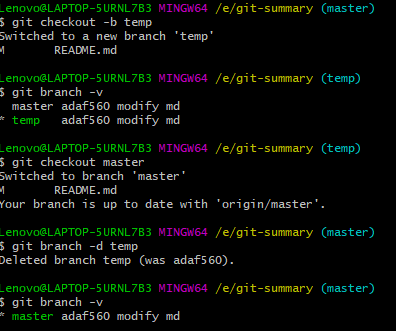 Lenovo@LAPTOP-5URNL7B3 MINGW64 /e/git-summary (master)
$ git checkout -b temp
Switched to a new branch 'temp'
M       README.md
Lenovo@LAPTOP-5URNL7B3 MINGW64 /e/git-summary (temp)
$ git branch -v
  master adaf560 modify md
* temp   adaf560 modify md
Lenovo@LAPTOP-5URNL7B3 MINGW64 /e/git-summary (temp)
$ git checkout master
Switched to branch 'master'
M       README.md
Your branch is up to date with 'origin/master'.
Lenovo@LAPTOP-5URNL7B3 MINGW64 /e/git-summary (master)
$ git branch -d temp
Deleted branch temp (was adaf560).
Lenovo@LAPTOP-5URNL7B3 MINGW64 /e/git-summary (master)
$ git branch -v
* master adaf560 modify md